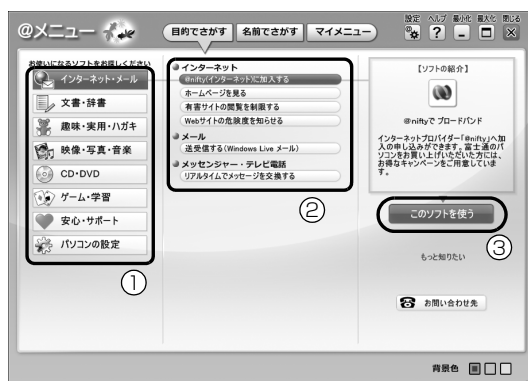 @メニュー
目的でさがす 名前でさがす マイメニュー
設定 ヘルプ 最小化 最大化 閉じる
お使いになるソフトをお探しください
インターネット・メール
文書・辞書
趣味・実用・ハガキ
映像・写真・音楽
CD・DVD
ゲーム・学習
安心・サポート
パソコンの設定
①
インターネット
@nifty(インターネット)に加入する
ホームページを見る
有害サイトの閲覧を制限する
Webサイトの危険度を知らせる
メール
送受信する(Windows Live メール)
メッセンジャー・テレビ電話
リアルタイムでメッセージを交換する
②
【ソフトの紹介】
@niftyで ブロードバンド
インターネットプロバイダー「@nifty」へ加
入の申し込みができます。富士通のパ
ソコンをお買い上げいただいた方には、
お得なキャンペーンをご用意していま
す。
このソフトを使う
③
もっと知りたい
お問い合わせ先
背景色